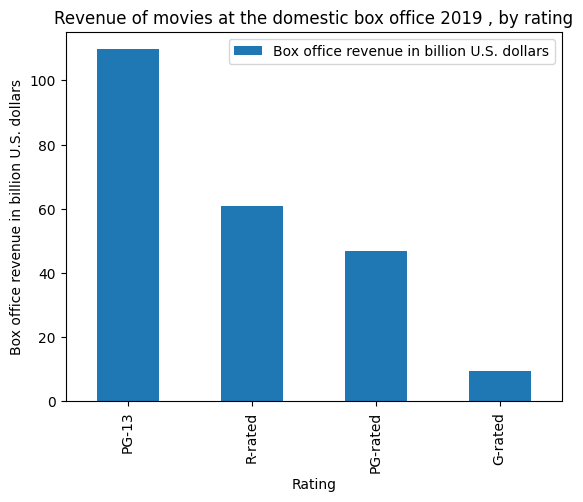 Revenue of movies at the domestic box office 2019 , by rating
Box office revenue in billion U.S. dollars
Box office revenue in billion U.S. dollars
100
80
60
40
20
0
PG-13
R-rated
PG-rated
G-rated
Rating